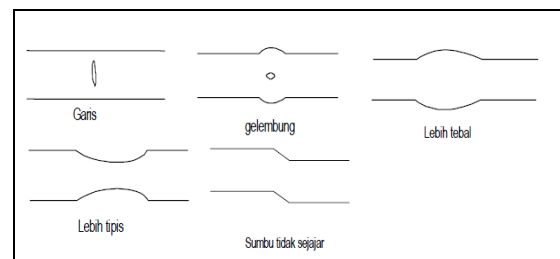 Garis
gelembung
Lebih tebal
Lebih tipis
Sumbu tidak sejajar